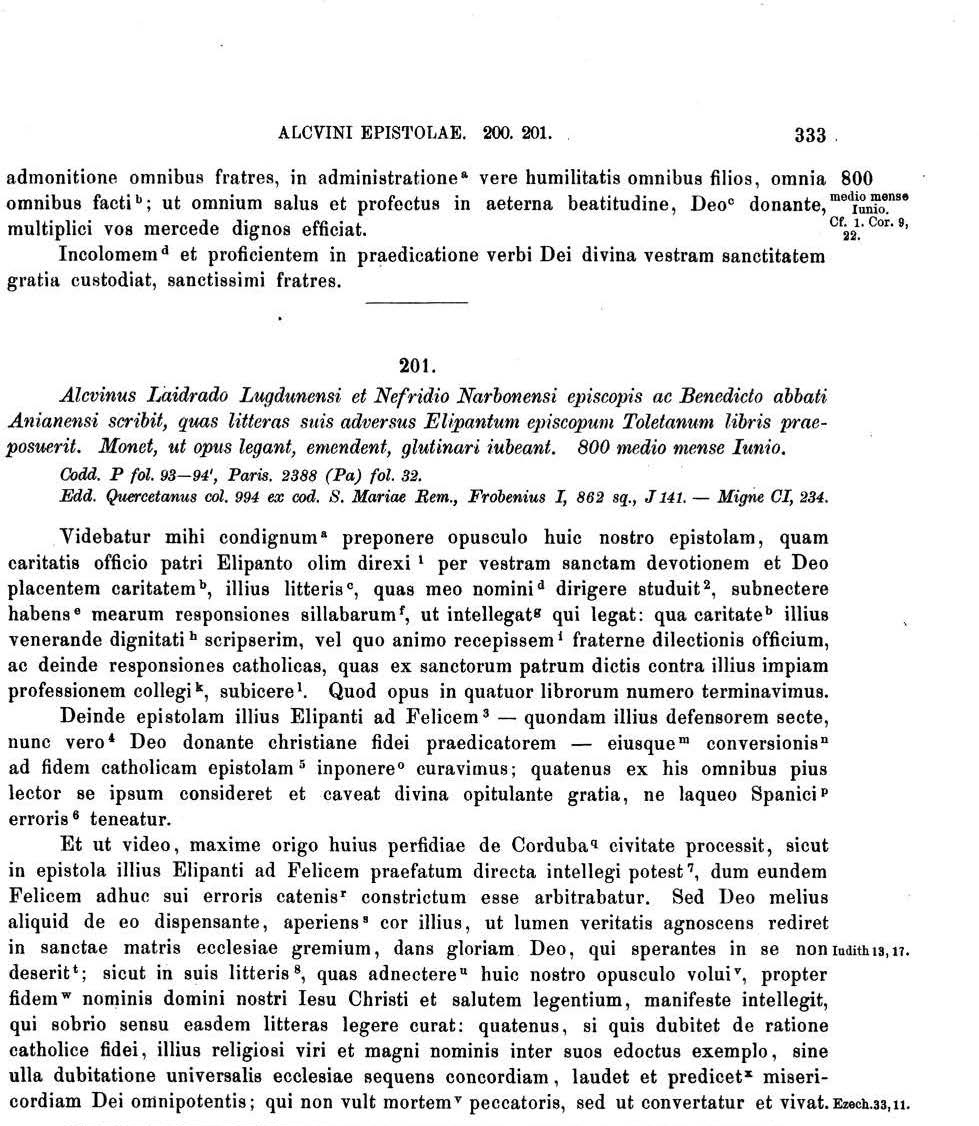 ALCVINI EPISTOLAE. 200. 201. 333
admonitione omnibus fratres, in administratione ᵃ vere humilitatis omnibus filios, omnia 800
omnibus facti ᵇ; ut omnium salus et profectus in aeterna beatitudine, Deo ᶜ donante, medio mense Iunio.
multiplici vos mercede dignos efficiat. Cf. 1. Cor. 9, 22.
Incolomem ᵈ et proficientem in praedicatione verbi Dei divina vestram sanctitatem
gratia custodiat, sanctissimi fratres.
201.
Alcvinus Laidrado Lugdunensi et Nefridio Narbonensi episcopis ac Benedicto abbati
Anianensi scribit, quas litteras suis adversus Elipantum episcopum Toletanum libris prae-
posuerit. Monet, ut opus legant, emendent, glutinari iubeant. 800 medio mense Iunio.
Codd. P fol. 93—94', Paris. 2388 (Pa) fol. 32.
Edd. Quercetanus col. 994 ex cod. S. Mariae Rem., Frobenius I, 862 sq., J 141. — Migne CI, 234.
Videbatur mihi condignum ᵃ preponere opusculo huic nostro epistolam, quam
caritatis officio patri Elipanto olim direxi ¹ per vestram sanctam devotionem et Deo
placentem caritatem ᵇ, illius litteris ᶜ, quas meo nomini ᵈ dirigere studuit ², subnectere
habens ᵉ mearum responsiones sillabarum ᶠ, ut intellegat ᵍ qui legat: qua caritate ᵇ illius
venerande dignitati ʰ scripserim, vel quo animo recepissem ⁱ fraterne dilectionis officium,
ac deinde responsiones catholicas, quas ex sanctorum patrum dictis contra illius impiam
professionem collegi ᵏ, subicere ˡ. Quod opus in quatuor librorum numero terminavimus.
Deinde epistolam illius Elipanti ad Felicem ³ — quondam illius defensorem secte,
nunc vero ⁴ Deo donante christiane fidei praedicatorem — eiusque ᵐ conversionis ⁿ
ad fidem catholicam epistolam ⁵ inponere ᵒ curavimus; quatenus ex his omnibus pius
lector se ipsum consideret et caveat divina opitulante gratia, ne laqueo Spanici ᵖ
erroris ⁶ teneatur.
Et ut video, maxime origo huius perfidiae de Corduba q civitate processit, sicut
in epistola illius Elipanti ad Felicem praefatum directa intellegi potest ⁷, dum eundem
Felicem adhuc sui erroris catenis ʳ constrictum esse arbitrabatur. Sed Deo melius
aliquid de eo dispensante, aperiens ˢ cor illius, ut lumen veritatis agnoscens rediret
in sanctae matris ecclesiae gremium, dans gloriam Deo, qui sperantes in se non Iudith 13, 17.
deserit ᵗ; sicut in suis litteris ⁸, quas adnectere ᵘ huic nostro opusculo volui ᵛ, propter
fidem ʷ nominis domini nostri Iesu Christi et salutem legentium, manifeste intellegit,
qui sobrio sensu easdem litteras legere curat: quatenus, si quis dubitet de ratione
catholice fidei, illius religiosi viri et magni nominis inter suos edoctus exemplo, sine
ulla dubitatione universalis ecclesiae sequens concordiam, laudet et predicet ˣ miseri-
cordiam Dei omnipotentis; qui non vult mortem ʸ peccatoris, sed ut convertatur et vivat. Ezech. 33, 11.